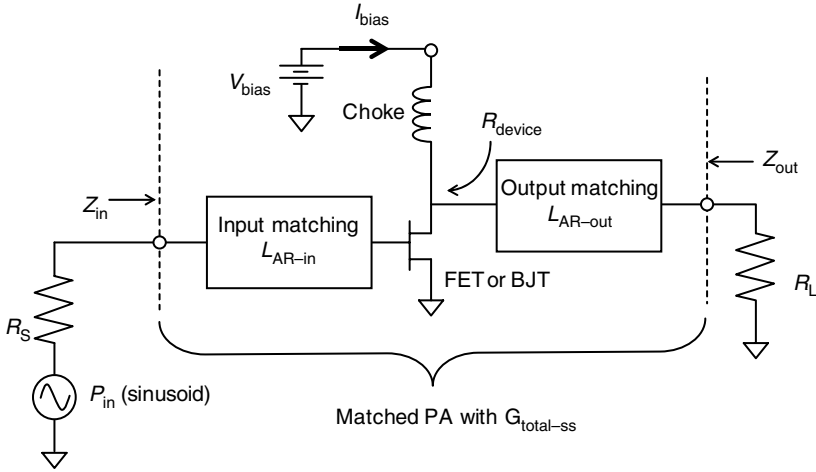 I_bias
V_bias
Choke
R_device
Z_out
Z_in
Input matching
L_AR–in
Output matching
L_AR–out
FET or BJT
R_S
R_L
P_in (sinusoid)
Matched PA with G_total–ss